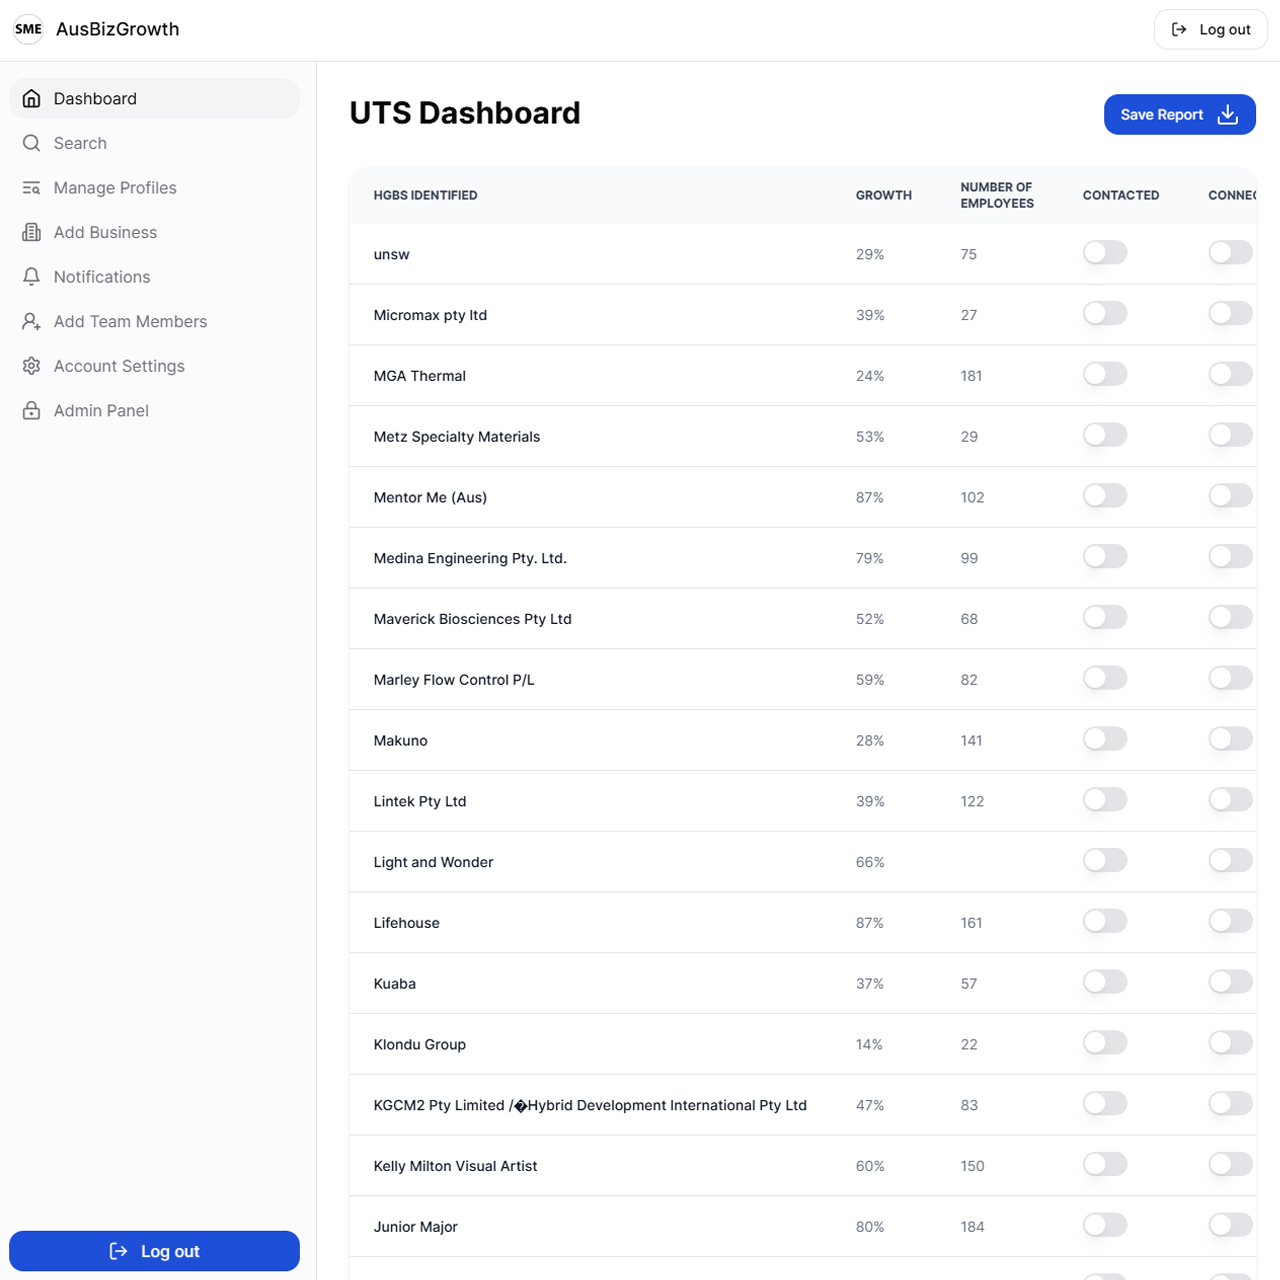 SME AusBizGrowth
Log out
Dashboard
Search
Manage Profiles
Add Business
Notifications
Add Team Members
Account Settings
Admin Panel
Log out
UTS Dashboard
Save Report
HGBS IDENTIFIED GROWTH NUMBER OF EMPLOYEES CONTACTED CONNEC
unsw 29% 75
Micromax pty ltd 39% 27
MGA Thermal 24% 181
Metz Specialty Materials 53% 29
Mentor Me (Aus) 87% 102
Medina Engineering Pty. Ltd. 79% 99
Maverick Biosciences Pty Ltd 52% 68
Marley Flow Control P/L 59% 82
Makuno 28% 141
Lintek Pty Ltd 39% 122
Light and Wonder 66%
Lifehouse 87% 161
Kuaba 37% 57
Klondu Group 14% 22
KGCM2 Pty Limited /�Hybrid Development International Pty Ltd 47% 83
Kelly Milton Visual Artist 60% 150
Junior Major 80% 184